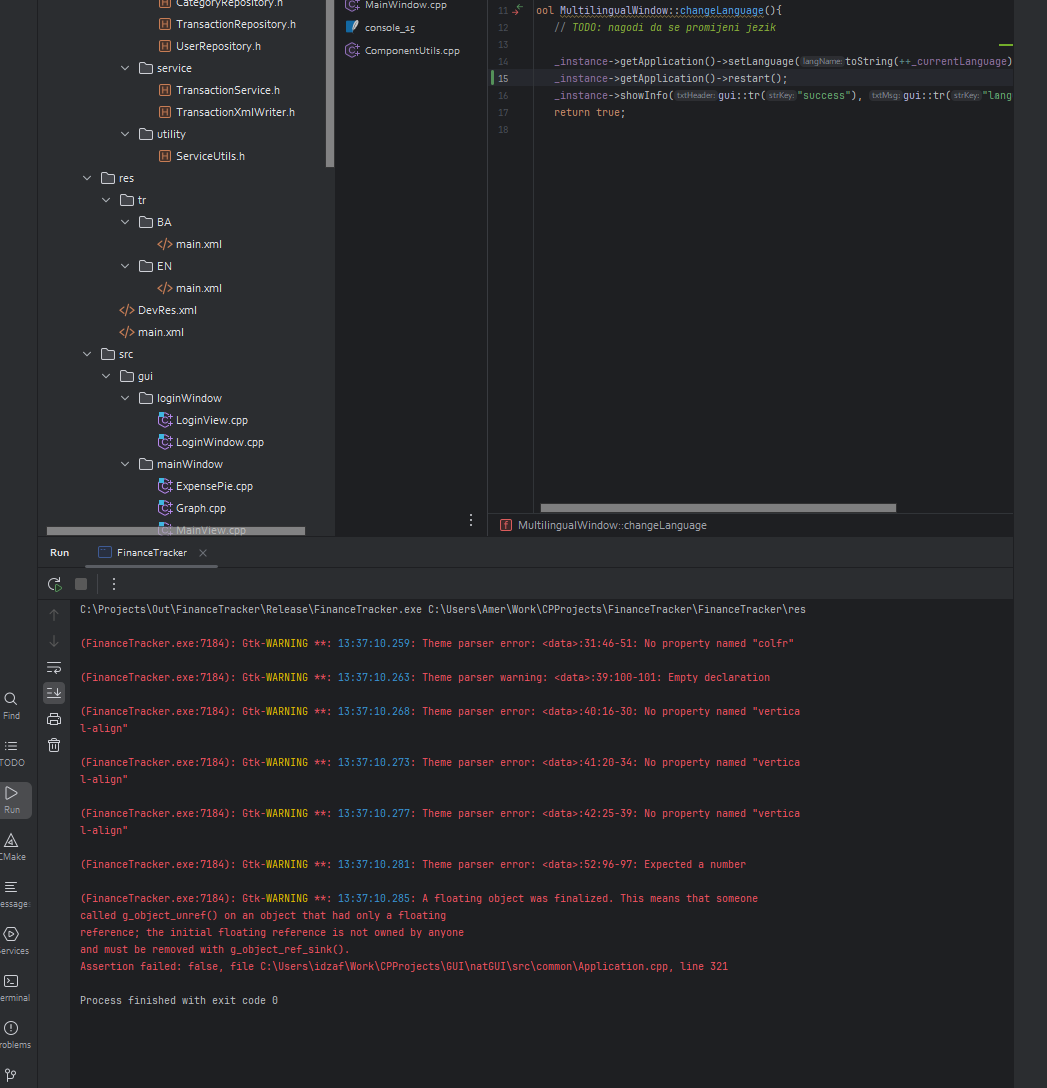 CategoryRepository.h
TransactionRepository.h
UserRepository.h
service
TransactionService.h
TransactionXmlWriter.h
utility
ServiceUtils.h
res
tr
BA
main.xml
EN
main.xml
DevRes.xml
main.xml
src
gui
loginWindow
LoginView.cpp
LoginWindow.cpp
mainWindow
ExpensePie.cpp
Graph.cpp
MainView.cpp
MainWindow.cpp
console_15
ComponentUtils.cpp
11 ool MultilingualWindow::changeLanguage(){
12 // TODO: nagodi da se promijeni jezik
13
14 _instance->getApplication()->setLanguage( langName: toString(++_currentLanguage)
15 _instance->getApplication()->restart();
16 _instance->showInfo( txtHeader: gui::tr( strKey: "success"), txtMsg: gui::tr( strKey: "lang
17 return true;
18
MultilingualWindow::changeLanguage
Run FinanceTracker
C:\Projects\Out\FinanceTracker\Release\FinanceTracker.exe C:\Users\Amer\Work\CPProjects\FinanceTracker\FinanceTracker\res
(FinanceTracker.exe:7184): Gtk-WARNING **: 13:37:10.259: Theme parser error: <data>:31:46-51: No property named "colfr"
(FinanceTracker.exe:7184): Gtk-WARNING **: 13:37:10.263: Theme parser warning: <data>:39:100-101: Empty declaration
(FinanceTracker.exe:7184): Gtk-WARNING **: 13:37:10.268: Theme parser error: <data>:40:16-30: No property named "vertica
l-align"
(FinanceTracker.exe:7184): Gtk-WARNING **: 13:37:10.273: Theme parser error: <data>:41:20-34: No property named "vertica
l-align"
(FinanceTracker.exe:7184): Gtk-WARNING **: 13:37:10.277: Theme parser error: <data>:42:25-39: No property named "vertica
l-align"
(FinanceTracker.exe:7184): Gtk-WARNING **: 13:37:10.281: Theme parser error: <data>:52:96-97: Expected a number
(FinanceTracker.exe:7184): Gtk-WARNING **: 13:37:10.285: A floating object was finalized. This means that someone
called g_object_unref() on an object that had only a floating
reference; the initial floating reference is not owned by anyone
and must be removed with g_object_ref_sink().
Assertion failed: false, file C:\Users\idzaf\Work\CPProjects\GUI\natGUI\src\common\Application.cpp, line 321
Process finished with exit code 0
Find
TODO
Run
CMake
essage:
ervices
erminal
roblems